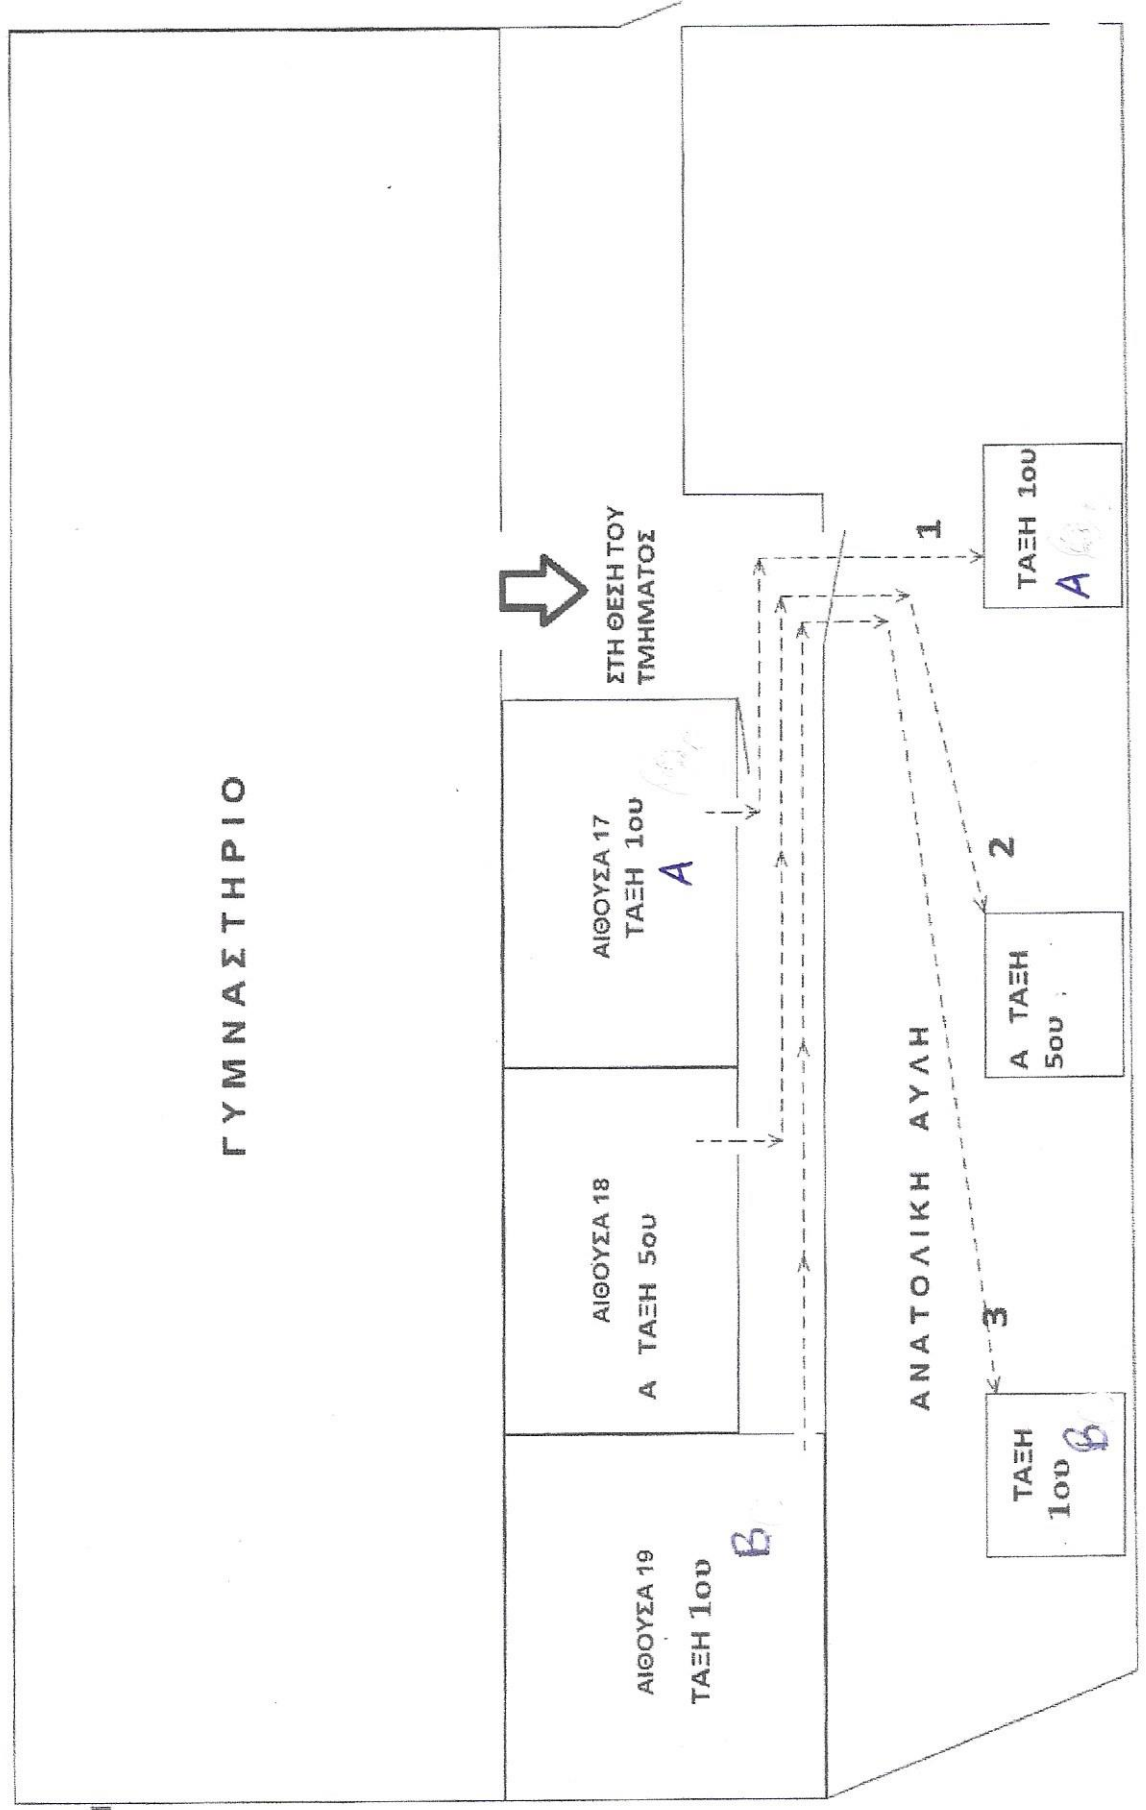 ΓΥΜΝΑΣΤΗΡΙΟ
ΑΙΘΟΥΣΑ 19
ΤΑΞΗ 1ου
Β
ΑΙΘΟΥΣΑ 18
Α ΤΑΞΗ 5ου
ΑΙΘΟΥΣΑ 17
ΤΑΞΗ 1ου
Α
ΣΤΗ ΘΕΣΗ ΤΟΥ
ΤΜΗΜΑΤΟΣ
ΑΝΑΤΟΛΙΚΗ ΑΥΛΗ
3
2
1
ΤΑΞΗ
1ου Β
Α ΤΑΞΗ
5ου
ΤΑΞΗ 1ου
Α